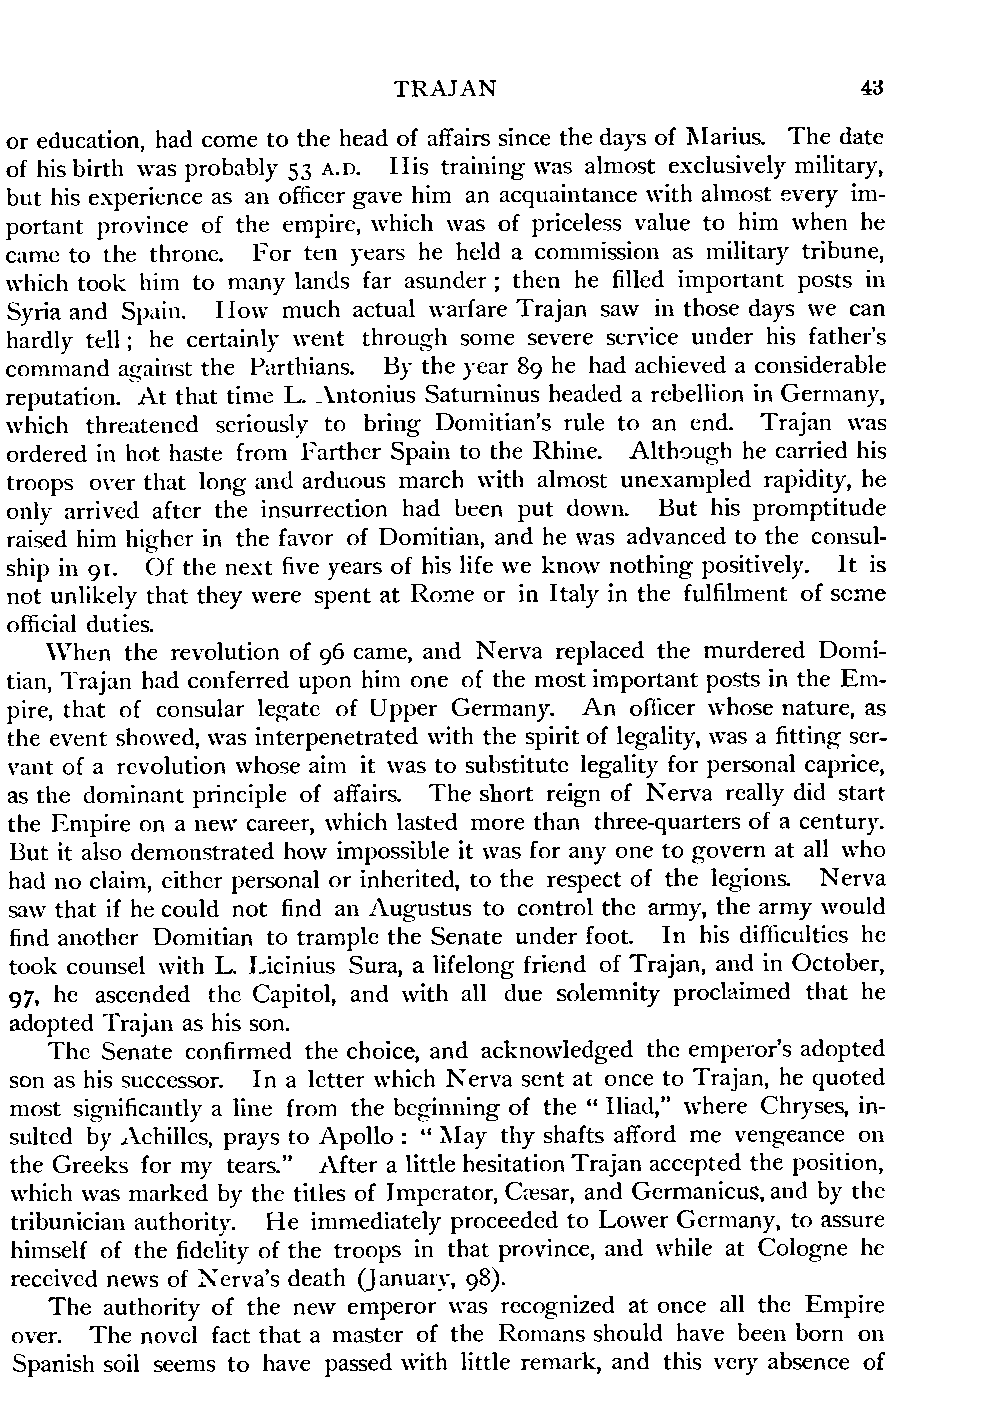 TRAJAN 43
or education, had come to the head of affairs since the days of Marius. The date
of his birth was probably 53 A.D. His training was almost exclusively military,
but his experience as an officer gave him an acquaintance with almost every im-
portant province of the empire, which was of priceless value to him when he
came to the throne. For ten years he held a commission as military tribune,
which took him to many lands far asunder ; then he filled important posts in
Syria and Spain. How much actual warfare Trajan saw in those days we can
hardly tell ; he certainly went through some severe service under his father's
command against the Parthians. By the year 89 he had achieved a considerable
reputation. At that time L. Antonius Saturninus headed a rebellion in Germany,
which threatened seriously to bring Domitian's rule to an end. Trajan was
ordered in hot haste from Farther Spain to the Rhine. Although he carried his
troops over that long and arduous march with almost unexampled rapidity, he
only arrived after the insurrection had been put down. But his promptitude
raised him higher in the favor of Domitian, and he was advanced to the consul-
ship in 91. Of the next five years of his life we know nothing positively. It is
not unlikely that they were spent at Rome or in Italy in the fulfilment of some
official duties.
When the revolution of 96 came, and Nerva replaced the murdered Domi-
tian, Trajan had conferred upon him one of the most important posts in the Em-
pire, that of consular legate of Upper Germany. An officer whose nature, as
the event showed, was interpenetrated with the spirit of legality, was a fitting ser-
vant of a revolution whose aim it was to substitute legality for personal caprice,
as the dominant principle of affairs. The short reign of Nerva really did start
the Empire on a new career, which lasted more than three-quarters of a century.
But it also demonstrated how impossible it was for any one to govern at all who
had no claim, either personal or inherited, to the respect of the legions. Nerva
saw that if he could not find an Augustus to control the army, the army would
find another Domitian to trample the Senate under foot. In his difficulties he
took counsel with L. Licinius Sura, a lifelong friend of Trajan, and in October,
97, he ascended the Capitol, and with all due solemnity proclaimed that he
adopted Trajan as his son.
The Senate confirmed the choice, and acknowledged the emperor's adopted
son as his successor. In a letter which Nerva sent at once to Trajan, he quoted
most significantly a line from the beginning of the " Iliad," where Chryses, in-
sulted by Achilles, prays to Apollo : " May thy shafts afford me vengeance on
the Greeks for my tears." After a little hesitation Trajan accepted the position,
which was marked by the titles of Imperator, Cæsar, and Germanicus, and by the
tribunician authority. He immediately proceeded to Lower Germany, to assure
himself of the fidelity of the troops in that province, and while at Cologne he
received news of Nerva's death (January, 98).
The authority of the new emperor was recognized at once all the Empire
over. The novel fact that a master of the Romans should have been born on
Spanish soil seems to have passed with little remark, and this very absence of